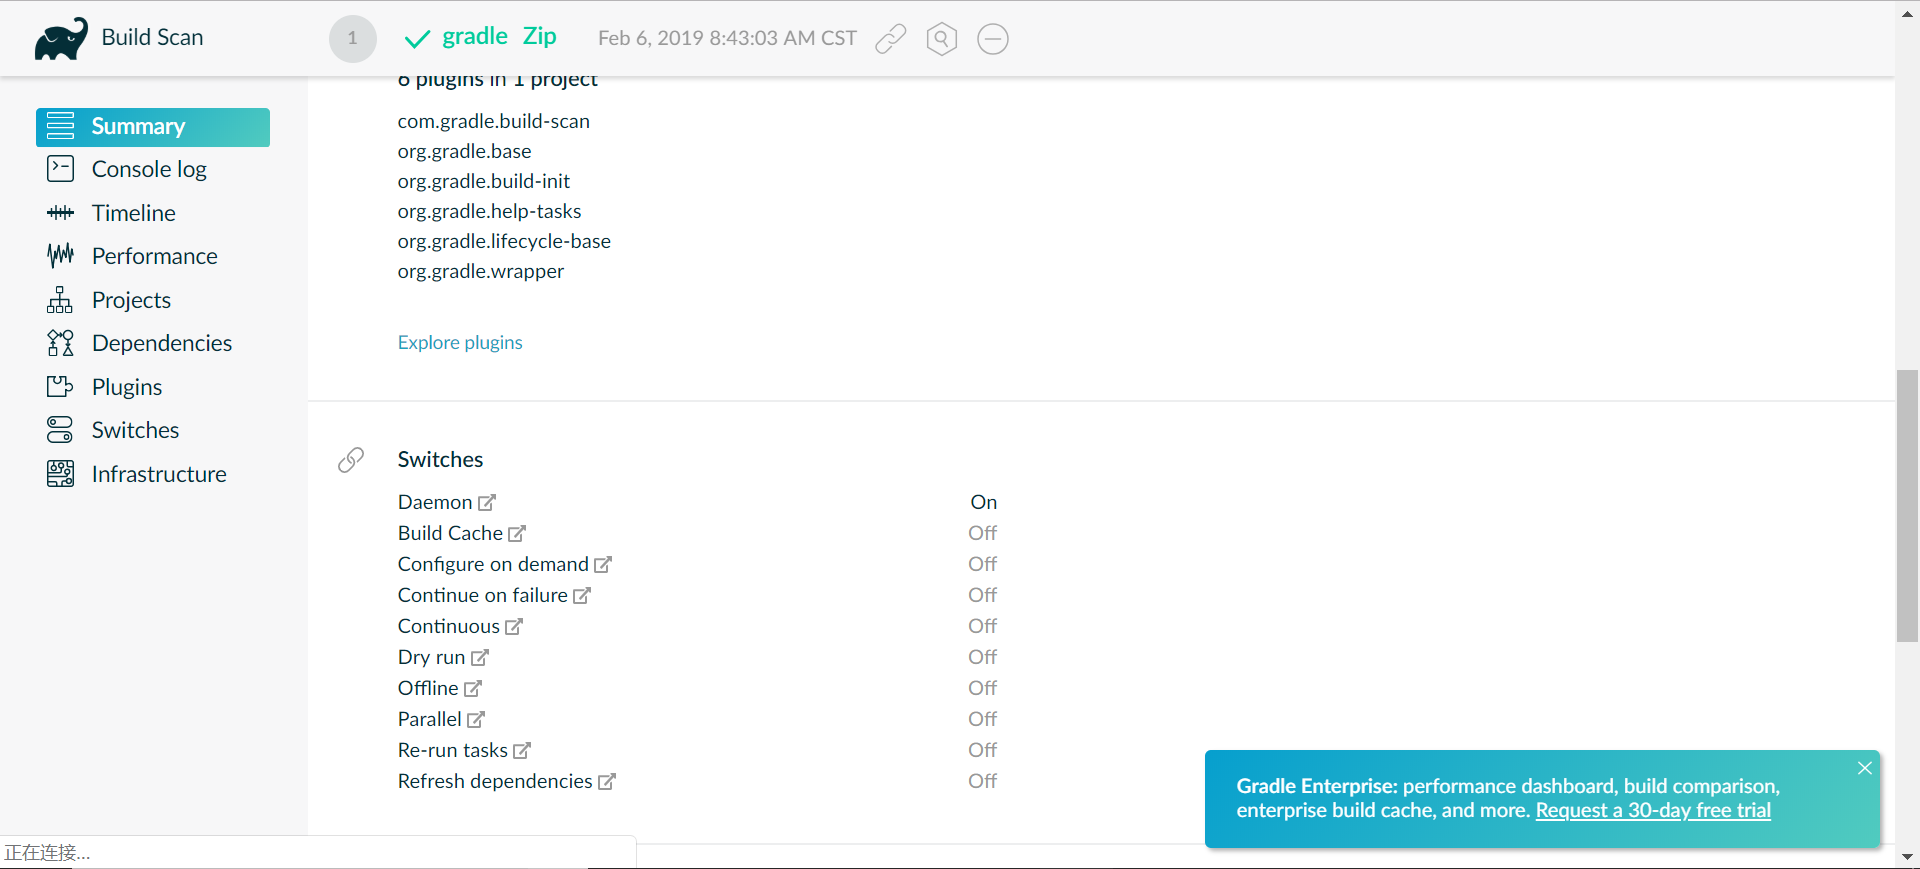 Build Scan
1
gradle Zip
Feb 6, 2019 8:43:03 AM CST
Summary
Console log
Timeline
Performance
Projects
Dependencies
Plugins
Switches
Infrastructure
6 plugins in 1 project
com.gradle.build-scan
org.gradle.base
org.gradle.build-init
org.gradle.help-tasks
org.gradle.lifecycle-base
org.gradle.wrapper
Explore plugins
Switches
Daemon On
Build Cache Off
Configure on demand Off
Continue on failure Off
Continuous Off
Dry run Off
Offline Off
Parallel Off
Re-run tasks Off
Refresh dependencies Off
Gradle Enterprise: performance dashboard, build comparison,
enterprise build cache, and more. Request a 30-day free trial
正在连接...